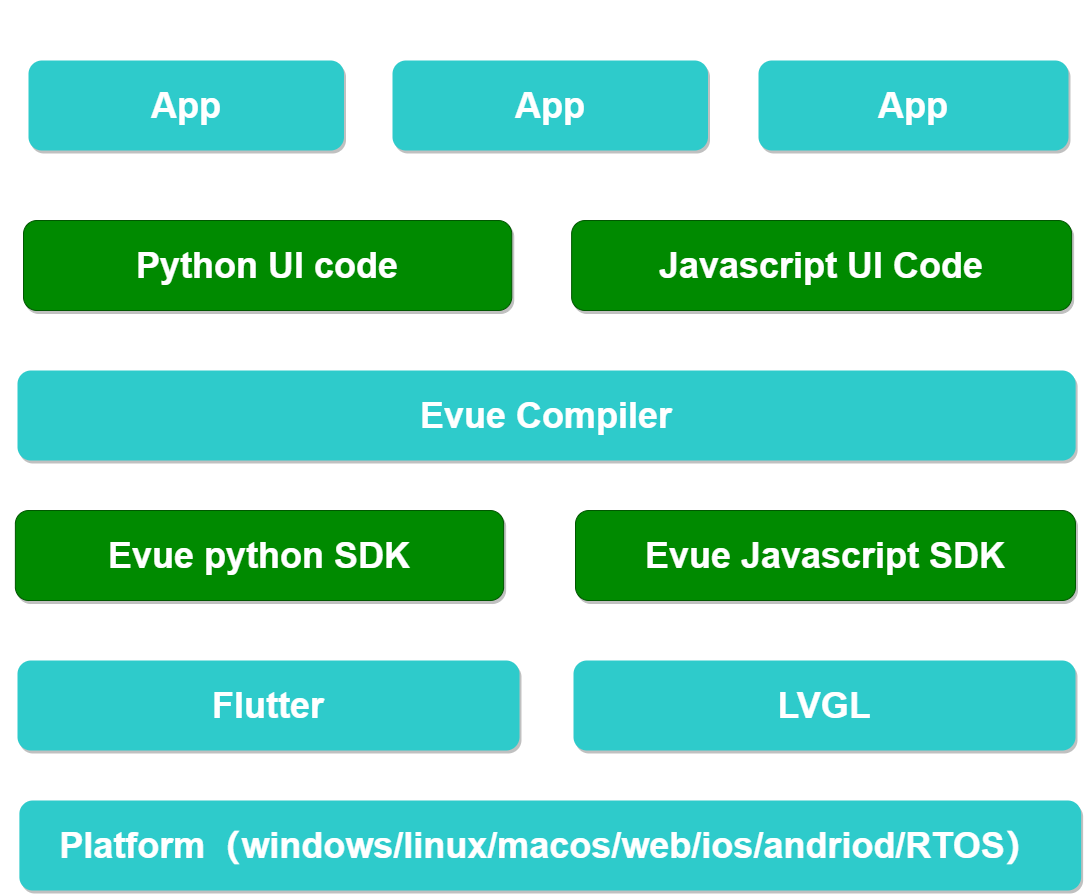 App
App
App
Python UI code
Javascript UI Code
Evue Compiler
Evue python SDK
Evue Javascript SDK
Flutter
LVGL
Platform（windows/linux/macos/web/ios/andriod/RTOS）